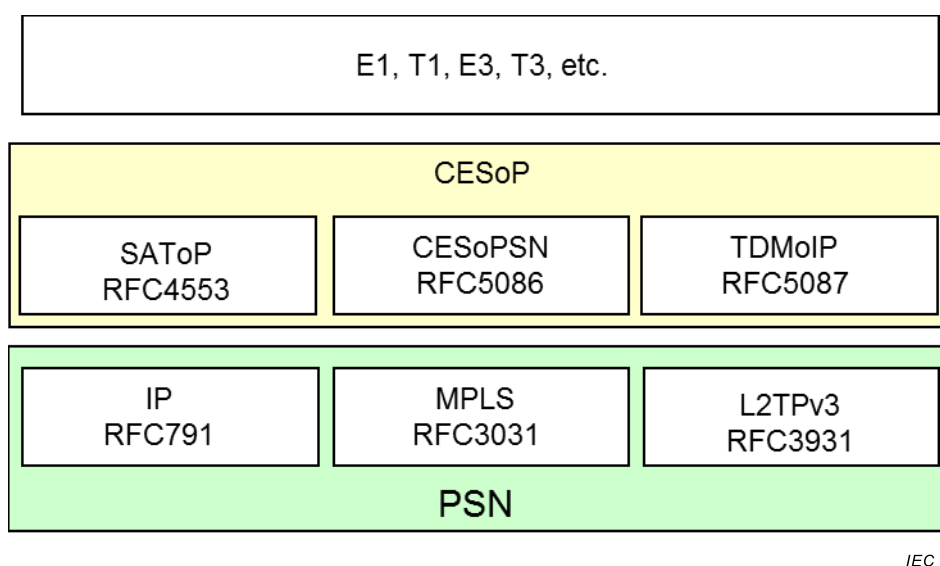 E1, T1, E3, T3, etc.
CESoP
SAToP
RFC4553
CESoPSN
RFC5086
TDMoIP
RFC5087
IP
RFC791
MPLS
RFC3031
L2TPv3
RFC3931
PSN
IEC